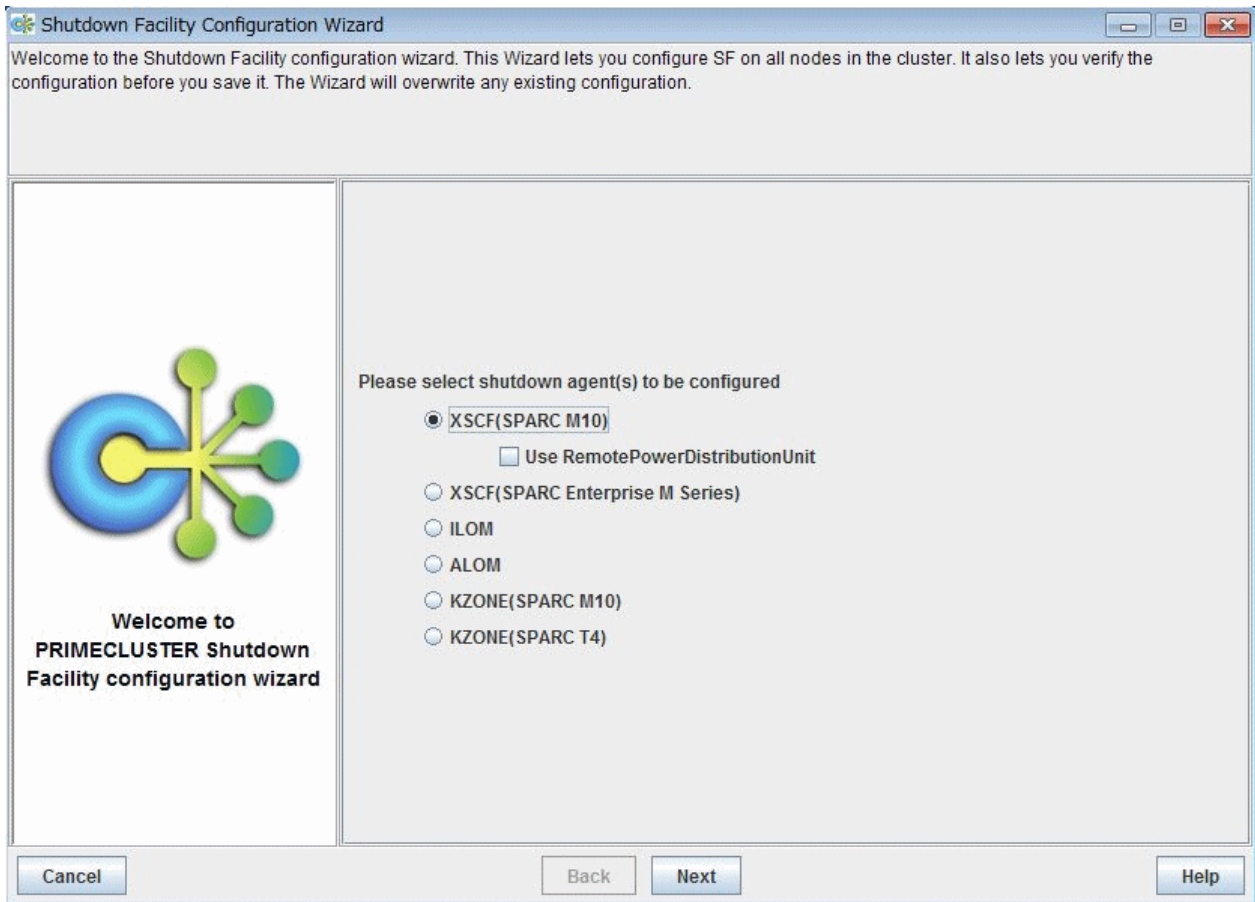 Shutdown Facility Configuration Wizard
Welcome to the Shutdown Facility configuration wizard. This Wizard lets you configure SF on all nodes in the cluster. It also lets you verify the
configuration before you save it. The Wizard will overwrite any existing configuration.
Please select shutdown agent(s) to be configured
XSCF(SPARC M10)
Use RemotePowerDistributionUnit
XSCF(SPARC Enterprise M Series)
ILOM
ALOM
KZONE(SPARC M10)
KZONE(SPARC T4)
Welcome to
PRIMECLUSTER Shutdown
Facility configuration wizard
Cancel
Back
Next
Help